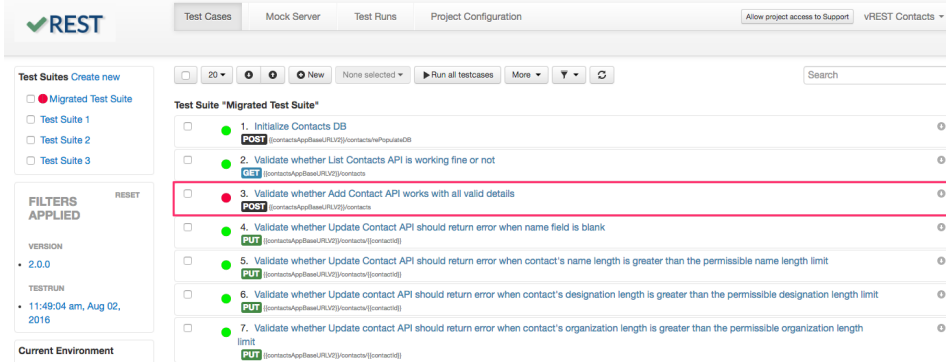 vREST
Test Cases
Mock Server
Test Runs
Project Configuration
Allow project access to Support
vREST Contacts
Test Suites Create new
Migrated Test Suite
Test Suite 1
Test Suite 2
Test Suite 3
FILTERS
APPLIED
RESET
VERSION
2.0.0
TESTRUN
11:49:04 am, Aug 02,
2016
Current Environment
20
New
None selected
Run all testcases
More
Search
Test Suite "Migrated Test Suite"
1. Initialize Contacts DB
POST {{contactsAppBaseURLV2}}/contacts/rePopulateDB
2. Validate whether List Contacts API is working fine or not
GET {{contactsAppBaseURLV2}}/contacts
3. Validate whether Add Contact API works with all valid details
POST {{contactsAppBaseURLV2}}/contacts
4. Validate whether Update Contact API should return error when name field is blank
PUT {{contactsAppBaseURLV2}}/contacts/{{contactId}}
5. Validate whether Update Contact API should return error when contact's name length is greater than the permissible name length limit
PUT {{contactsAppBaseURLV2}}/contacts/{{contactId}}
6. Validate whether Update contact API should return error when contact's designation length is greater than the permissible designation length limit
PUT {{contactsAppBaseURLV2}}/contacts/{{contactId}}
7. Validate whether Update contact API should return error when contact's organization length is greater than the permissible organization length
limit
PUT {{contactsAppBaseURLV2}}/contacts/{{contactId}}